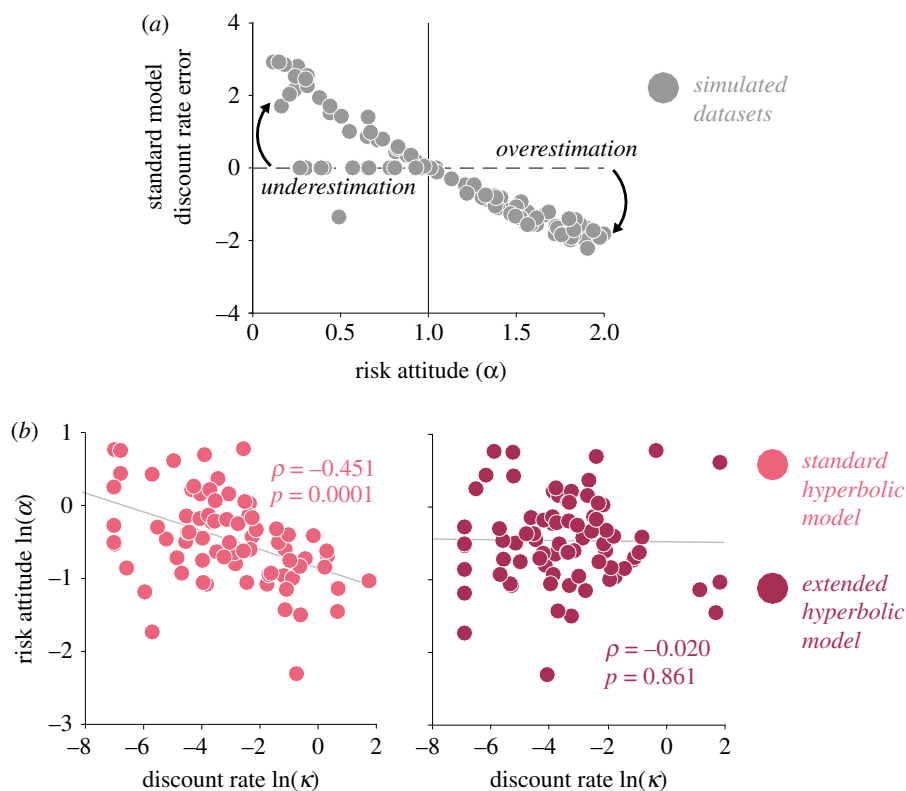 (a)
standard model
discount rate error
4
2
0
–2
–4
underestimation
overestimation
simulated
datasets
0
0.5
1.0
1.5
2.0
risk attitude (α)
(b)
risk attitude ln(α)
1
0
–1
–2
–3
ρ = –0.451
p = 0.0001
–8
–6
–4
–2
0
2
discount rate ln(κ)
ρ = –0.020
p = 0.861
–8
–6
–4
–2
0
2
discount rate ln(κ)
standard
hyperbolic
model
extended
hyperbolic
model